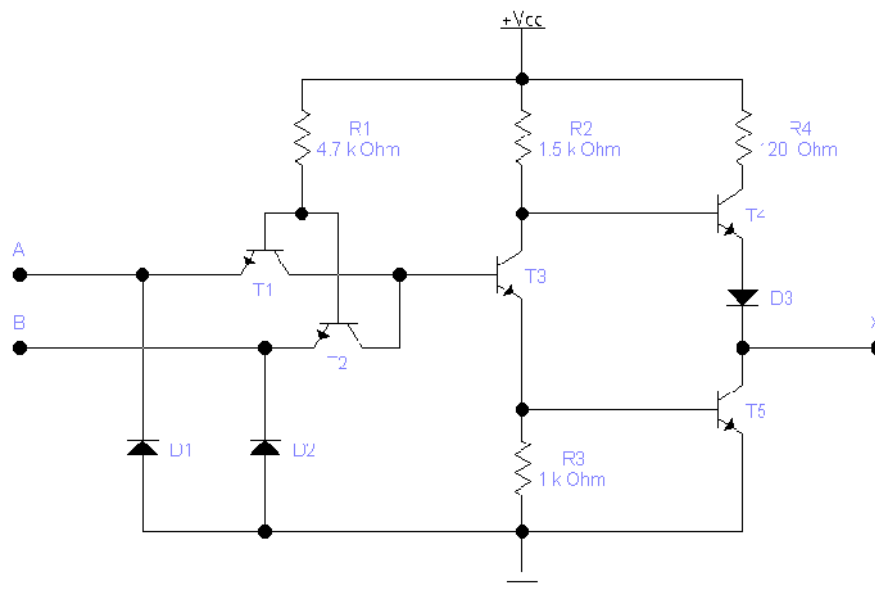 +Vcc
R1
4.7 k Ohm
R2
1.5 k Ohm
R4
120 Ohm
A
T1
T3
T4
D3
X
B
T2
T5
D1
D2
R3
1 k Ohm